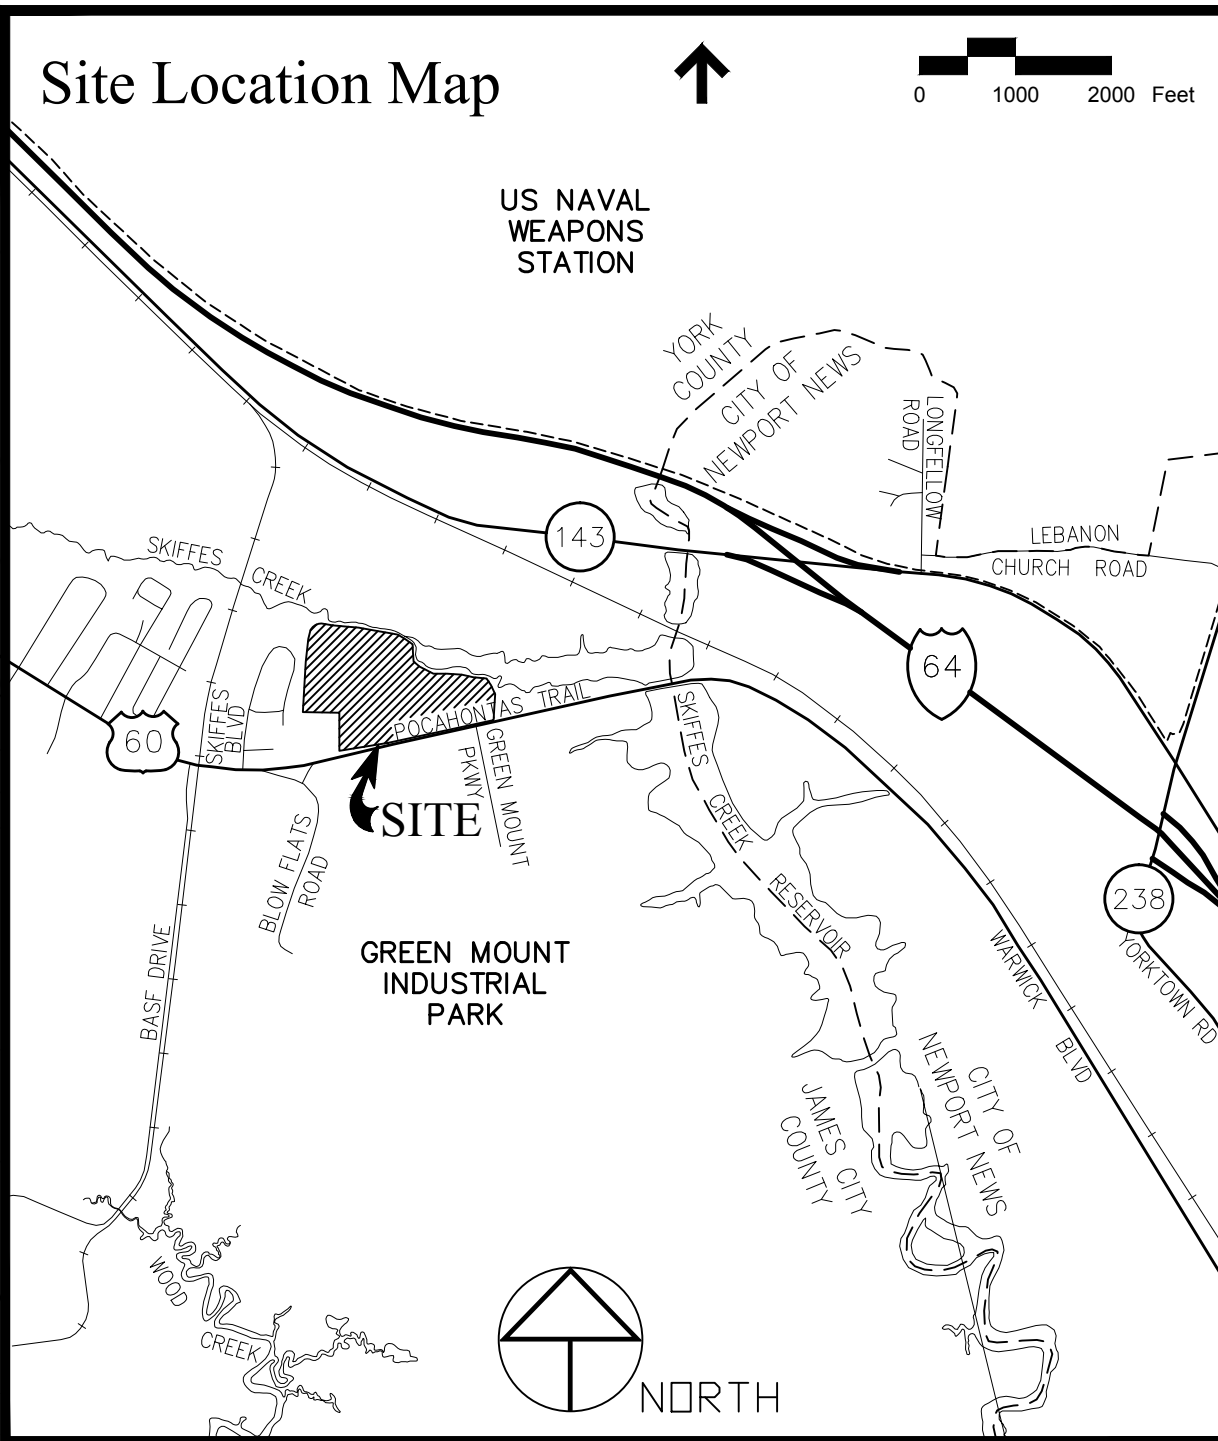 Site Location Map
0 1000 2000 Feet
US NAVAL
WEAPONS
STATION
YORK
COUNTY
CITY OF
NEWPORT NEWS
LONGFELLOW
ROAD
LEBANON
CHURCH ROAD
143
SKIFFES
CREEK
64
60
SKIFFES
BLVD
POCAHONTAS TRAIL
GREEN MOUNT
PKWY
SITE
SKIFFES
CREEK
RESERVOIR
BLOW FLATS
ROAD
238
YORKTOWN RD
GREEN MOUNT
INDUSTRIAL
PARK
BASF DRIVE
WARWICK
BLVD
CITY OF
NEWPORT NEWS
JAMES CITY
COUNTY
WOOD
CREEK
NORTH